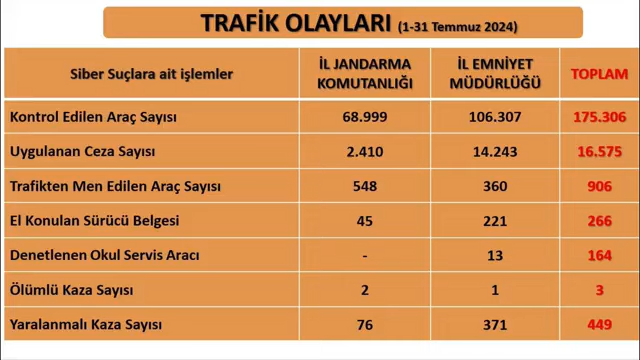 TRAFİK OLAYLARI (1-31 Temmuz 2024)
Siber Suçlara ait işlemler İL JANDARMA KOMUTANLIĞI İL EMNİYET MÜDÜRLÜĞÜ TOPLAM
Kontrol Edilen Araç Sayısı 68.999 106.307 175.306
Uygulanan Ceza Sayısı 2.410 14.243 16.575
Trafikten Men Edilen Araç Sayısı 548 360 906
El Konulan Sürücü Belgesi 45 221 266
Denetlenen Okul Servis Aracı - 13 164
Ölümlü Kaza Sayısı 2 1 3
Yaralanmalı Kaza Sayısı 76 371 449